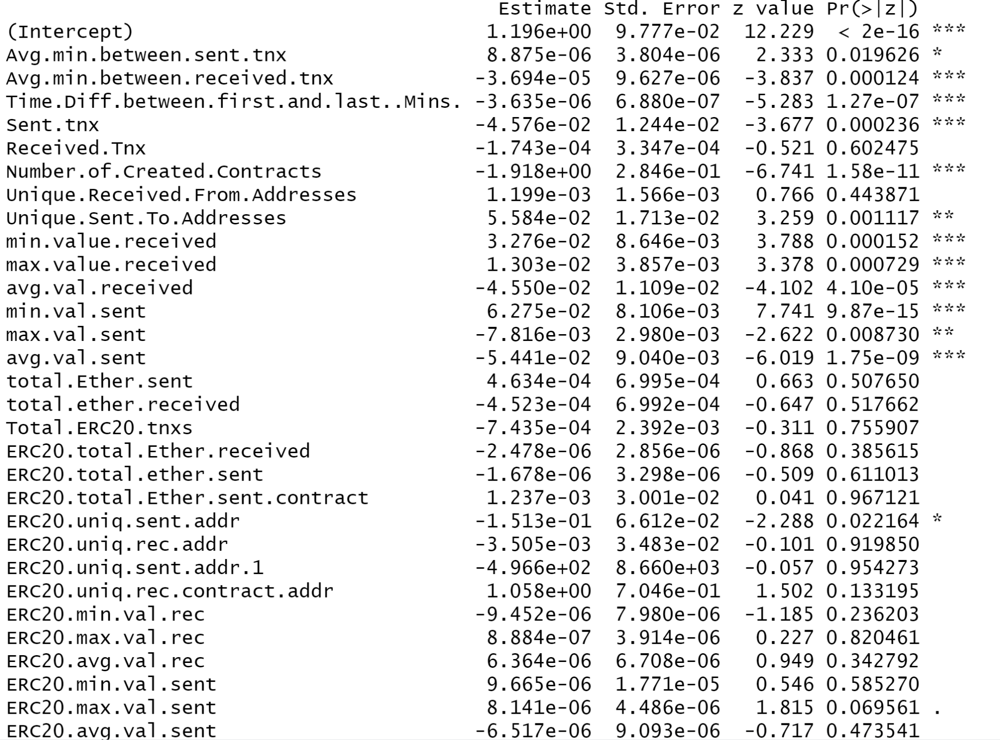 Estimate Std. Error z value Pr(>|z|)
(Intercept) 1.196e+00 9.777e-02 12.229 < 2e-16 ***
Avg.min.between.sent.tnx 8.875e-06 3.804e-06 2.333 0.019626 *
Avg.min.between.received.tnx -3.694e-05 9.627e-06 -3.837 0.000124 ***
Time.Diff.between.first.and.last..Mins. -3.635e-06 6.880e-07 -5.283 1.27e-07 ***
Sent.tnx -4.576e-02 1.244e-02 -3.677 0.000236 ***
Received.Tnx -1.743e-04 3.347e-04 -0.521 0.602475
Number.of.Created.Contracts -1.918e+00 2.846e-01 -6.741 1.58e-11 ***
Unique.Received.From.Addresses 1.199e-03 1.566e-03 0.766 0.443871
Unique.Sent.To.Addresses 5.584e-02 1.713e-02 3.259 0.001117 **
min.value.received 3.276e-02 8.646e-03 3.788 0.000152 ***
max.value.received 1.303e-02 3.857e-03 3.378 0.000729 ***
avg.val.received -4.550e-02 1.109e-02 -4.102 4.10e-05 ***
min.val.sent 6.275e-02 8.106e-03 7.741 9.87e-15 ***
max.val.sent -7.816e-03 2.980e-03 -2.622 0.008730 **
avg.val.sent -5.441e-02 9.040e-03 -6.019 1.75e-09 ***
total.Ether.sent 4.634e-04 6.995e-04 0.663 0.507650
total.ether.received -4.523e-04 6.992e-04 -0.647 0.517662
Total.ERC20.tnxs -7.435e-04 2.392e-03 -0.311 0.755907
ERC20.total.Ether.received -2.478e-06 2.856e-06 -0.868 0.385615
ERC20.total.ether.sent -1.678e-06 3.298e-06 -0.509 0.611013
ERC20.total.Ether.sent.contract 1.237e-03 3.001e-02 0.041 0.967121
ERC20.uniq.sent.addr -1.513e-01 6.612e-02 -2.288 0.022164 *
ERC20.uniq.rec.addr -3.505e-03 3.483e-02 -0.101 0.919850
ERC20.uniq.sent.addr.1 -4.966e+02 8.660e+03 -0.057 0.954273
ERC20.uniq.rec.contract.addr 1.058e+00 7.046e-01 1.502 0.133195
ERC20.min.val.rec -9.452e-06 7.980e-06 -1.185 0.236203
ERC20.max.val.rec 8.884e-07 3.914e-06 0.227 0.820461
ERC20.avg.val.rec 6.364e-06 6.708e-06 0.949 0.342792
ERC20.min.val.sent 9.665e-06 1.771e-05 0.546 0.585270
ERC20.max.val.sent 8.141e-06 4.486e-06 1.815 0.069561 .
ERC20.avg.val.sent -6.517e-06 9.093e-06 -0.717 0.473541